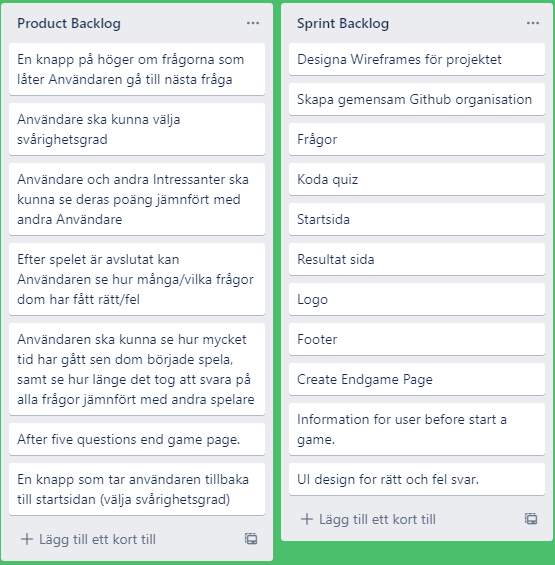 Product Backlog
En knapp på höger om frågorna som
låter Användaren gå till nästa fråga
Användare ska kunna välja
svårighetsgrad
Användare och andra Intressanter ska
kunna se deras poäng jämnfört med
andra Användare
Efter spelet är avslutat kan
Användaren se hur många/vilka frågor
dom har fått rätt/fel
Användaren ska kunna se hur mycket
tid har gått sen dom började spela,
samt se hur länge det tog att svara på
alla frågor jämnfört med andra spelare
After five questions end game page.
En knapp som tar användaren tillbaka
till startsidan (välja svårighetsgrad)
+ Lägg till ett kort till
Sprint Backlog
Designa Wireframes för projektet
Skapa gemensam Github organisation
Frågor
Koda quiz
Startsida
Resultat sida
Logo
Footer
Create Endgame Page
Information for user before start a
game.
UI design for rätt och fel svar.
+ Lägg till ett kort till